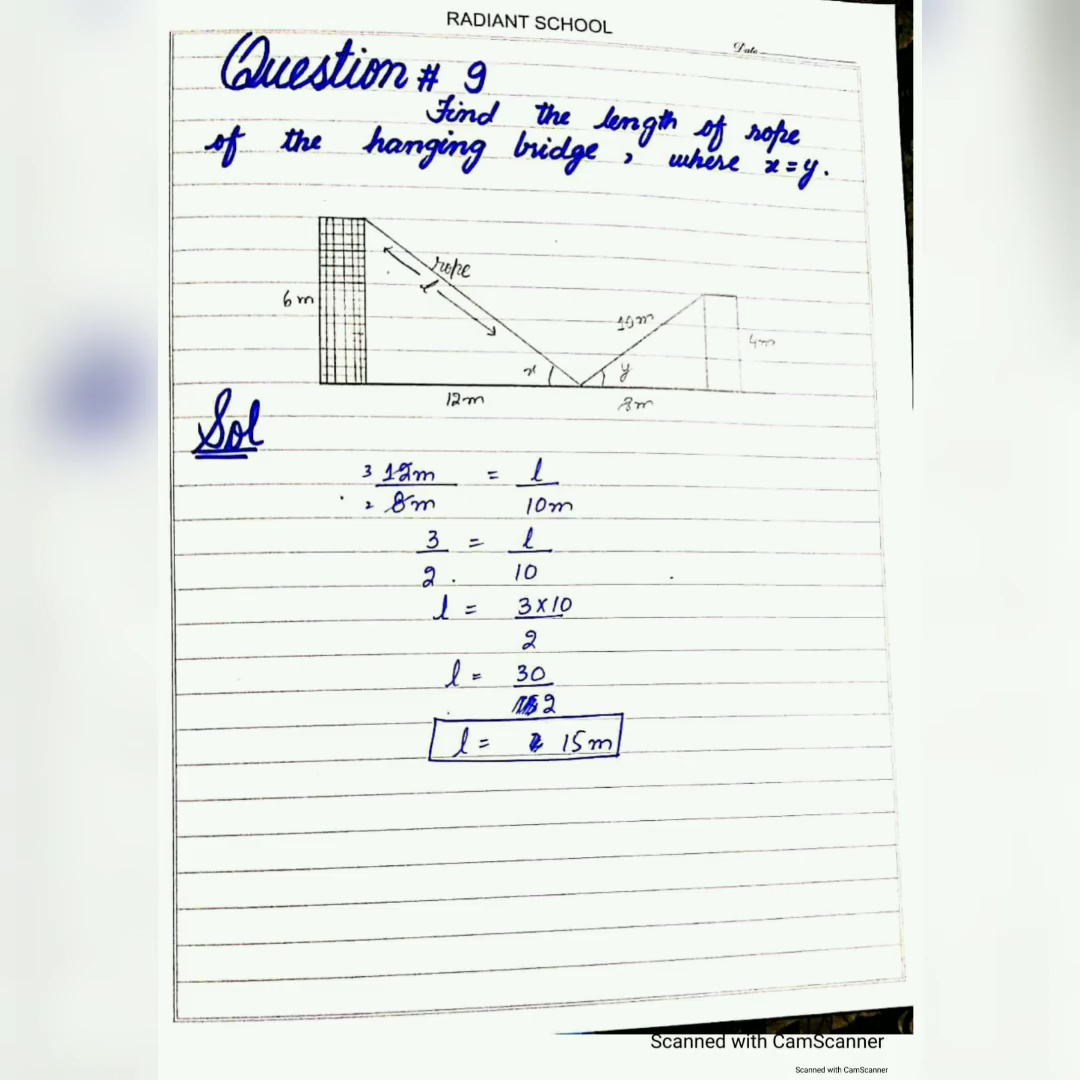 RADIANT SCHOOL
Date
Question # 9
Find the length of rope
of the hanging bridge, where x=y.
rope
l
6m
10m
4m
x
y
12m
8m
Sol
3 12m = l
2 8m 10m
3 = l
2. 10
l = 3×10
2
l = 30
2
l = 15m
Scanned with CamScanner
Scanned with CamScanner